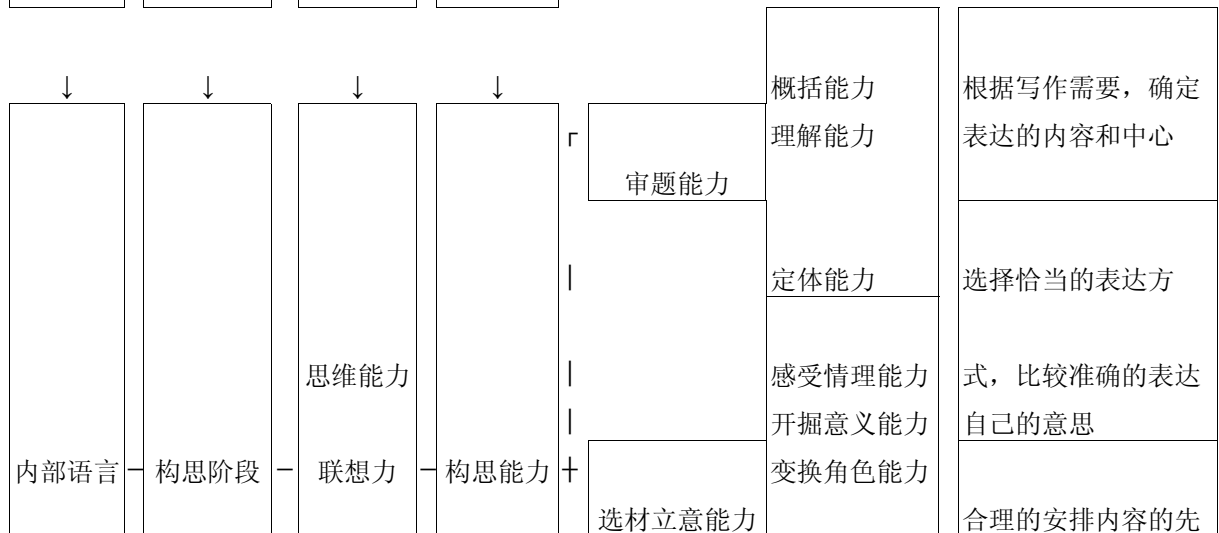 ↓ ↓ ↓ ↓
概括能力
理解能力
根据写作需要，确定
表达的内容和中心
审题能力
定体能力
选择恰当的表达方
思维能力
感受情理能力
开掘意义能力
式，比较准确的表达
自己的意思
内部语言
构思阶段
联想力
构思能力
变换角色能力
选材立意能力
合理的安排内容的先